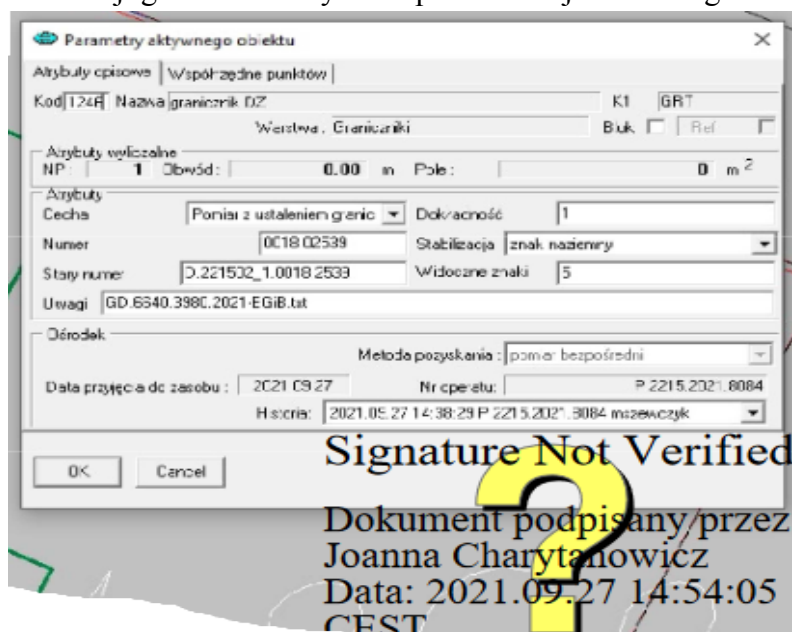 Parametry aktywnego obiektu
Atrybuty opisowe Współrzędne punktów
Kod Nazwa granicznik DZ K1 GRT
Warstwa: Graniczniki Blok Ref
Atrybuty wyliczalne
NP: 1 Obwód: 0.00 m Pole: 0 m2
Atrybuty
Cecha Pomiar z ustaleniem granic Dokładność 1
Numer 0018 02539 Stabilizacja znak naziemny
Stary numer 0.221502_1.0018 2539 Widoczne znaki 5
Uwagi GD.6640.3980.2021-EGiB.txt
Ośrodek
Metoda pozyskania : pomiar bezpośredni
Data przyjęcia do zasobu : 2021.09.27 Nr operatu: P.2215.2021.8084
Historia: 2021.09.27 14:38:29 P.2215.2021.8084 mszewczyk
OK Cancel
Signature Not Verified
Dokument podpisany przez
Joanna Charytanowicz
Data: 2021.09.27 14:54:05
CEST